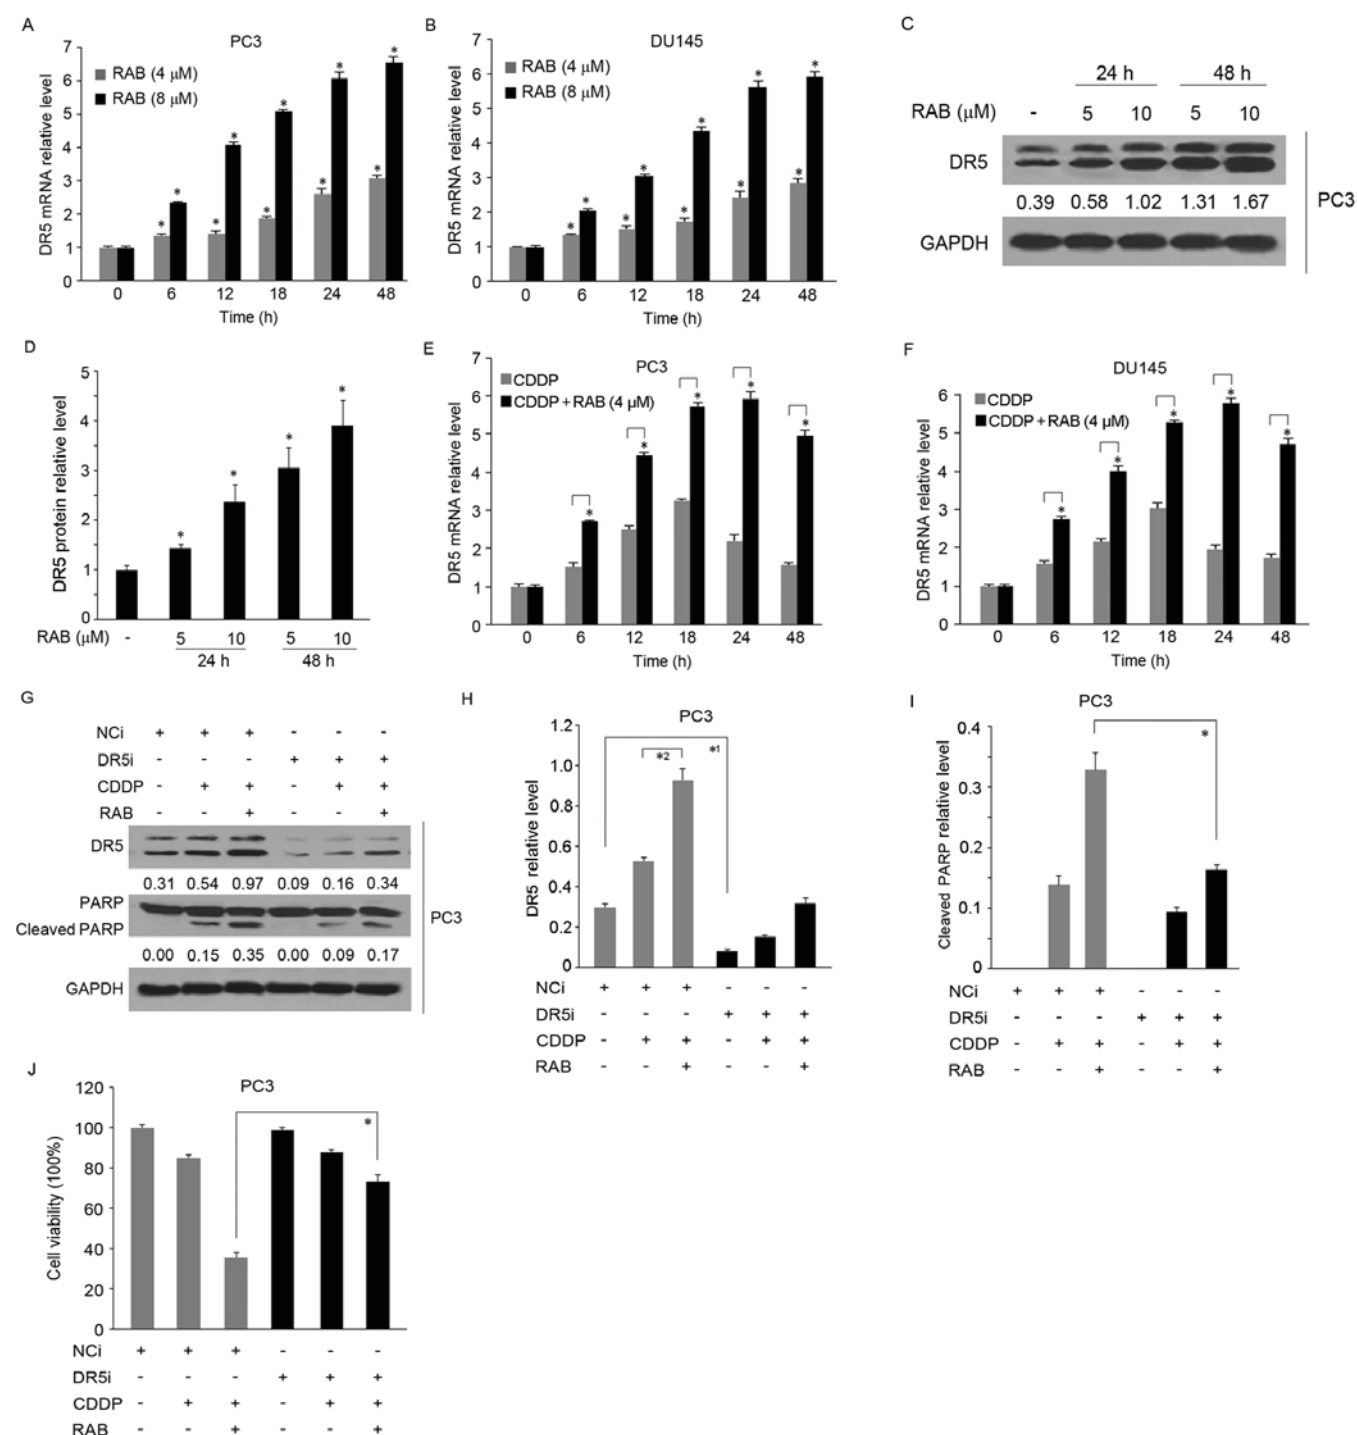 A
PC3
7
6
5
4
3
2
1
0
DR5 mRNA relative level
RAB (4 μM)
RAB (8 μM)
* * * * * * * * * *
0 6 12 18 24 48
Time (h)
B
DU145
7
6
5
4
3
2
1
0
DR5 mRNA relative level
RAB (4 μM)
RAB (8 μM)
* * * * * * * * * *
0 6 12 18 24 48
Time (h)
C
24 h 48 h
RAB (μM) - 5 10 5 10
DR5
0.39 0.58 1.02 1.31 1.67
GAPDH
PC3
D
5
4
3
2
1
0
DR5 protein relative level
* * * *
RAB (μM) - 5 10 5 10
24 h 48 h
E
PC3
7
6
5
4
3
2
1
0
DR5 mRNA relative level
CDDP
CDDP + RAB (4 μM)
* * * * *
0 6 12 18 24 48
Time (h)
F
DU145
6
5
4
3
2
1
0
DR5 mRNA relative level
CDDP
CDDP + RAB (4 μM)
* * * * *
0 6 12 18 24 48
Time (h)
G
NCi + + + - - -
DR5i - - - + + +
CDDP - + + - + +
RAB - - + - - +
DR5
0.31 0.54 0.97 0.09 0.16 0.34
PARP
Cleaved PARP
0.00 0.15 0.35 0.00 0.09 0.17
GAPDH
PC3
H
PC3
1.2
1.0
0.8
0.6
0.4
0.2
0
DR5 relative level
*2 *1
NCi + + + - - -
DR5i - - - + + +
CDDP - + + - + +
RAB - - + - - +
I
PC3
0.4
0.3
0.2
0.1
0
Cleaved PARP relative level
*
NCi + + + - - -
DR5i - - - + + +
CDDP - + + - + +
RAB - - + - - +
J
PC3
120
100
80
60
40
20
0
Cell viability (100%)
*
NCi + + + - - -
DR5i - - - + + +
CDDP - + + - + +
RAB - - + - - +